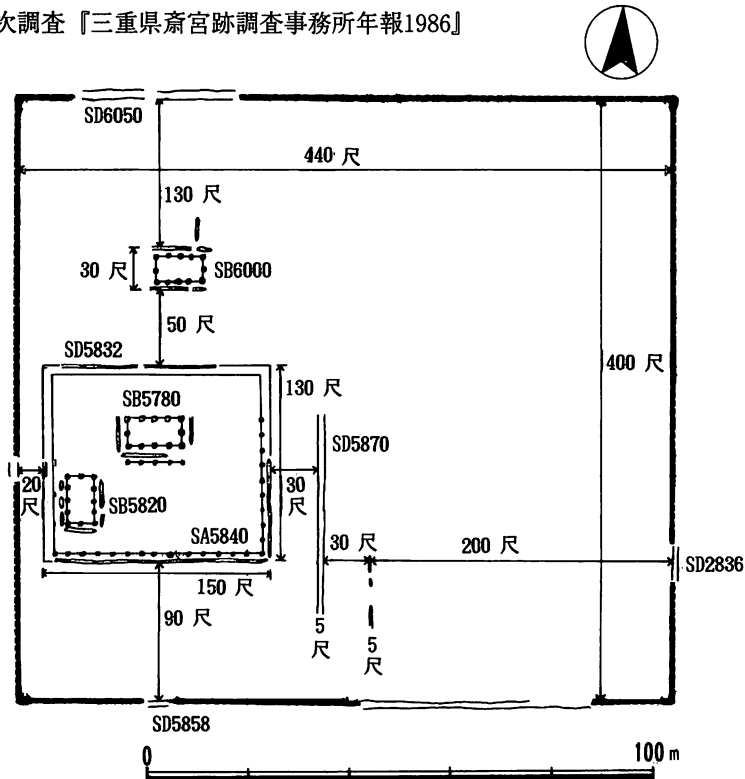 次調査『三重県斎宮跡調査事務所年報1986』
SD6050
440 尺
130 尺
30 尺
SB6000
50 尺
SD5832
130 尺
400 尺
SB5780
SD5870
20
尺
SB5820
30
尺
SA5840
30 尺
200 尺
SD2836
150 尺
90 尺
5
尺
5
尺
SD5858
0
100 m